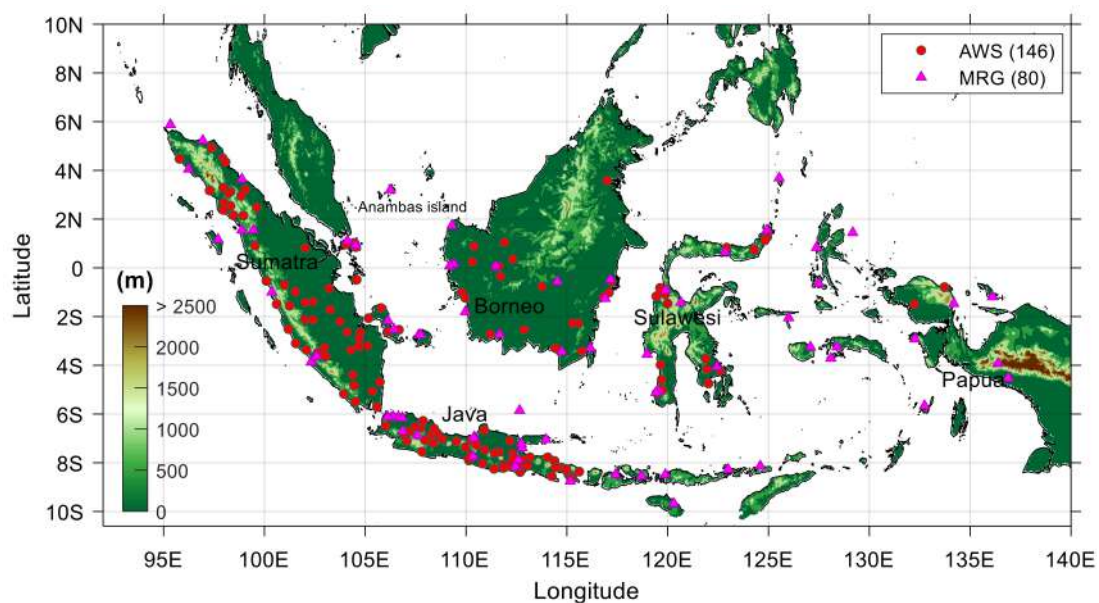 10N
8N
6N
4N
2N
0
2S
4S
6S
8S
10S
Latitude
AWS (146)
MRG (80)
Anambas island
Sumatra
Borneo
Sulawesi
Papua
Java
(m)
> 2500
2000
1500
1000
500
0
95E 100E 105E 110E 115E 120E 125E 130E 135E 140E
Longitude